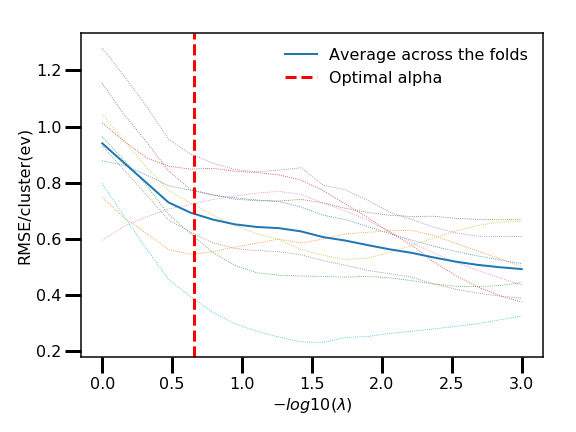 Average across the folds
Optimal alpha
RMSE/cluster(ev)
1.2
1.0
0.8
0.6
0.4
0.2
0.0 0.5 1.0 1.5 2.0 2.5 3.0
−log10(λ)